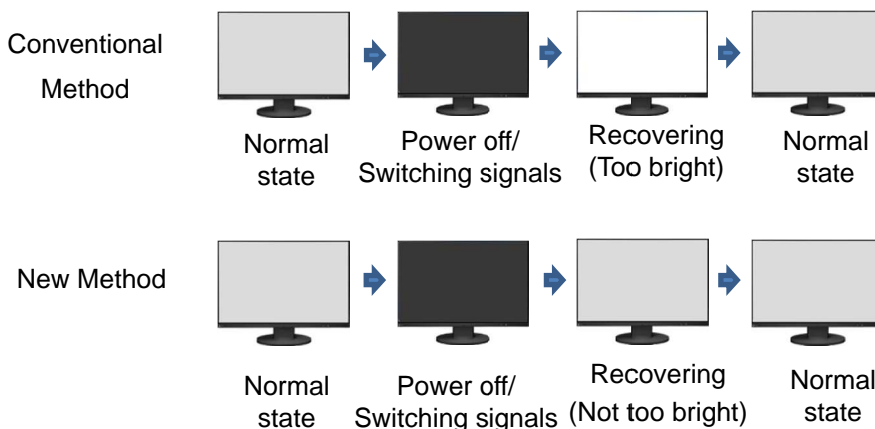 Conventional
Method
Normal
state
Power off/
Switching signals
Recovering
(Too bright)
Normal
state
New Method
Normal
state
Power off/
Switching signals
Recovering
(Not too bright)
Normal
state